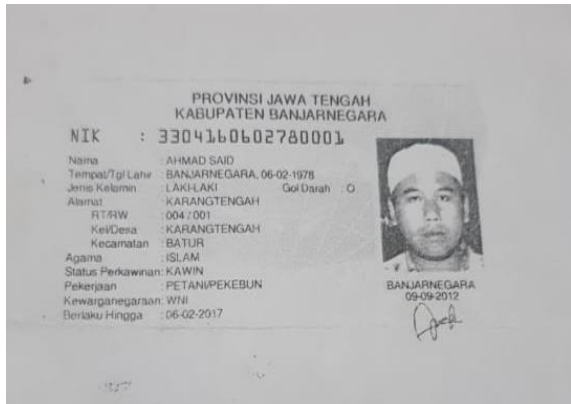 PROVINSI JAWA TENGAH
KABUPATEN BANJARNEGARA
NIK : 3304160602780001
Nama : AHMAD SAID
Tempat/Tgl Lahir : BANJARNEGARA, 06-02-1978
Jenis Kelamin : LAKI-LAKI Gol Darah : O
Alamat : KARANGTENGAH
RT/RW : 004 / 001
Kel/Desa : KARANGTENGAH
Kecamatan : BATUR
Agama : ISLAM
Status Perkawinan: KAWIN
Pekerjaan : PETANI/PEKEBUN
Kewarganegaraan: WNI
Berlaku Hingga : 06-02-2017
BANJARNEGARA
09-09-2012